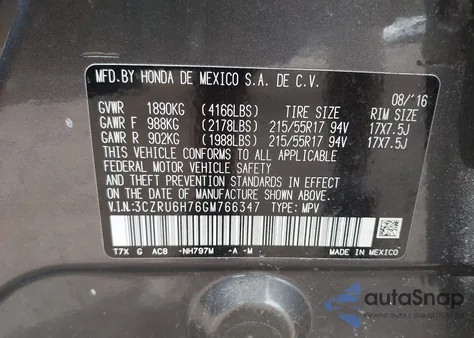 MFD.BY HONDA DE MEXICO S.A. DE C.V.
08/'16
GVWR 1890KG (4166LBS) TIRE SIZE RIM SIZE
GAWR F 988KG (2178LBS) 215/55R17 94V 17X7.5J
GAWR R 902KG (1988LBS) 215/55R17 94V 17X7.5J
THIS VEHICLE CONFORMS TO ALL APPLICABLE
FEDERAL MOTOR VEHICLE SAFETY
AND THEFT PREVENTION STANDARDS IN EFFECT
ON THE DATE OF MANUFACTURE SHOWN ABOVE.
V.I.N.:3CZRU6H76GM766347 TYPE: MPV
T7X G AC8 -NH797M -A -M MADE IN MEXICO
autoSnap